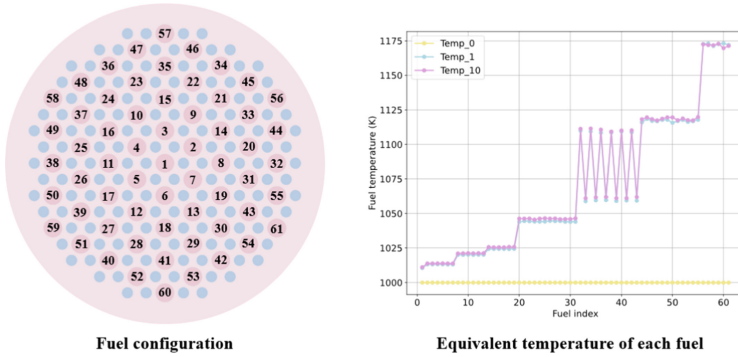 57
47 46
36 35 34
48 23 22 45
58 24 15 21 56
37 10 9 33
49 16 3 14 44
25 4 2 20
38 11 1 8 32
26 5 7 31
50 17 6 19 55
39 12 13 43
59 27 18 30 61
51 28 29 54
40 41 42
52 53
60
Fuel configuration
Temp_0
Temp_1
Temp_10
Fuel temperature (K)
1175
1150
1125
1100
1075
1050
1025
1000
0 10 20 30 40 50 60
Fuel index
Equivalent temperature of each fuel